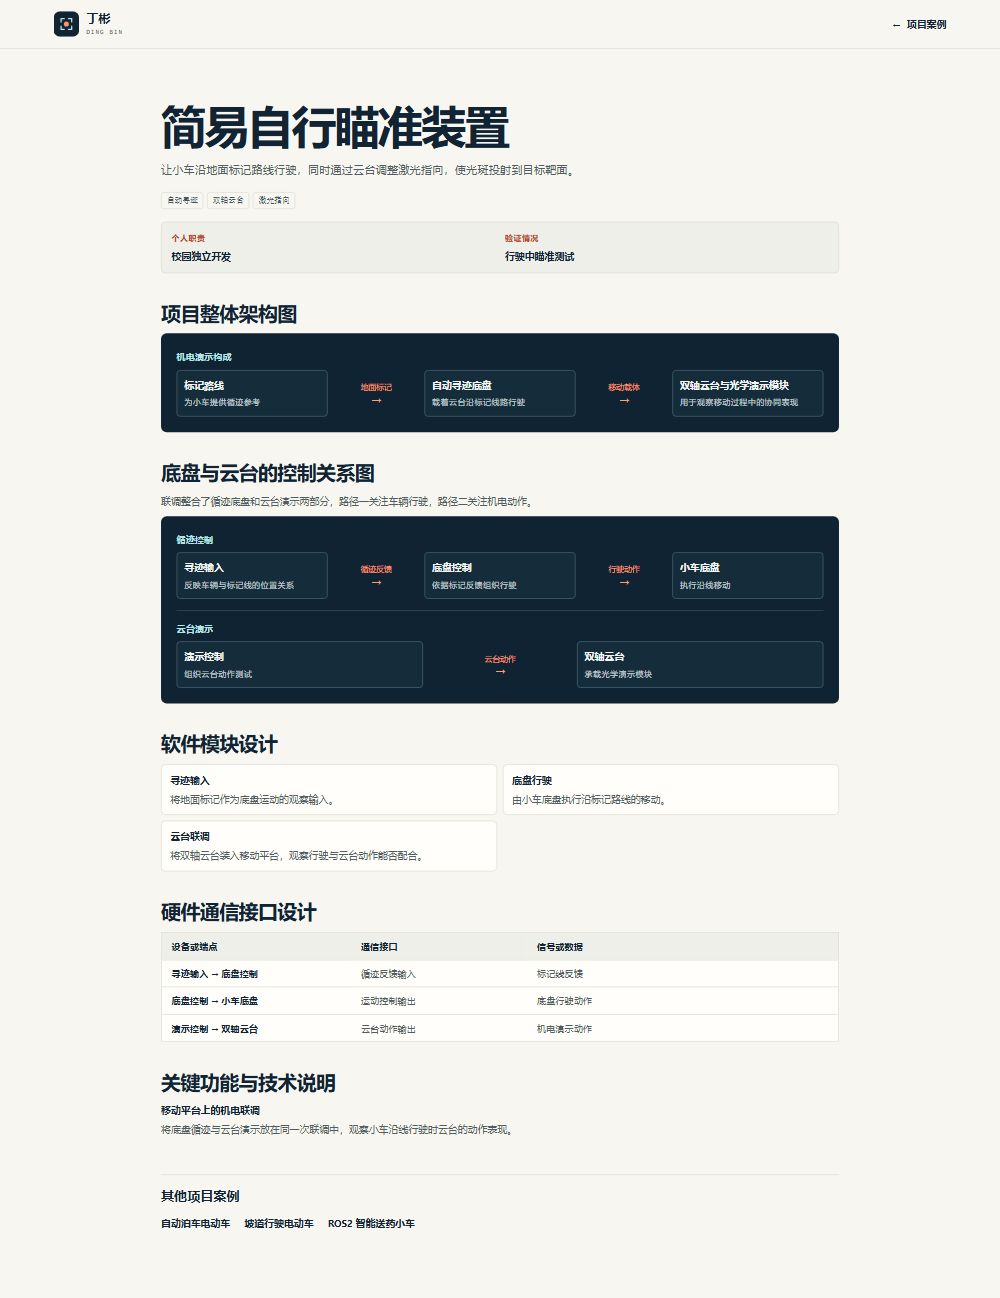 丁彬
DING BIN
← 项目案例
简易自行瞄准装置
让小车沿地面标记路线行驶，同时通过云台调整激光指向，使光斑投射到目标靶面。
自动寻迹 双轴云台 激光指向
个人职责 验证情况
校园独立开发 行驶中瞄准测试
项目整体架构图
机电演示构成
标记路线
为小车提供循迹参考
地面标记
→
自动寻迹底盘
载着云台沿标记线路行驶
移动载体
→
双轴云台与光学演示模块
用于观察移动过程中的协同表现
底盘与云台的控制关系图
联调整合了循迹底盘和云台演示两部分，路径一关注车辆行驶，路径二关注机电动作。
循迹控制
寻迹输入
反映车辆与标记线的位置关系
循迹反馈
→
底盘控制
依据标记反馈组织行驶
行驶动作
→
小车底盘
执行沿线移动
云台演示
演示控制
组织云台动作测试
云台动作
→
双轴云台
承载光学演示模块
软件模块设计
寻迹输入
将地面标记作为底盘运动的观察输入。
底盘行驶
由小车底盘执行沿标记路线的移动。
云台联调
将双轴云台装入移动平台，观察行驶与云台动作能否配合。
硬件通信接口设计
设备或端点 通信接口 信号或数据
寻迹输入 → 底盘控制 循迹反馈输入 标记线反馈
底盘控制 → 小车底盘 运动控制输出 底盘行驶动作
演示控制 → 双轴云台 云台动作输出 机电演示动作
关键功能与技术说明
移动平台上的机电联调
将底盘循迹与云台演示放在同一次联调中，观察小车沿线行驶时云台的动作表现。
其他项目案例
自动泊车电动车 坡道行驶电动车 ROS2 智能送药小车